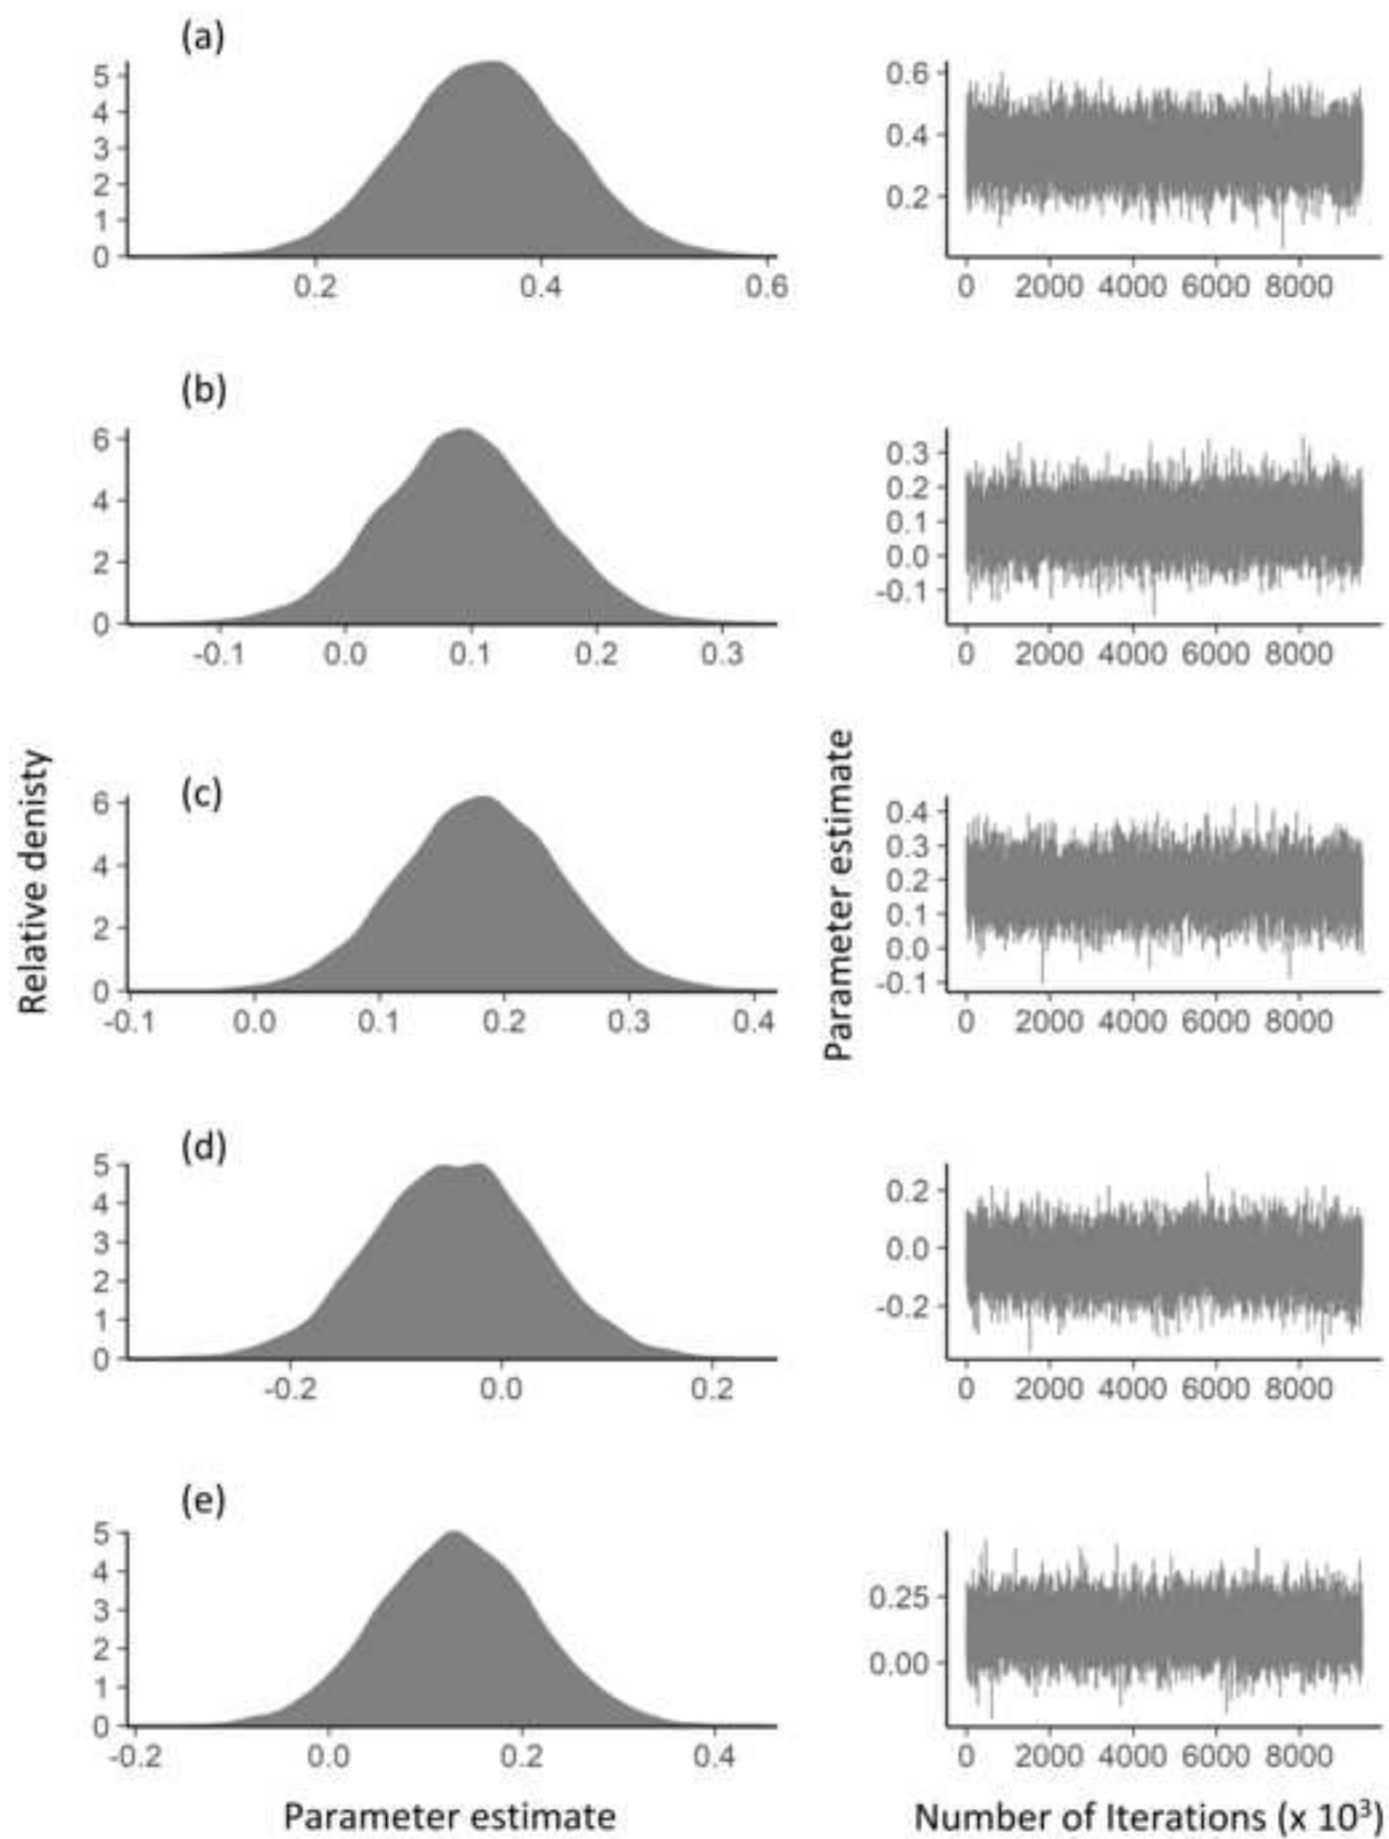 (a)
5
4
3
2
1
0
0.2 0.4 0.6
0.6
0.4
0.2
0 2000 4000 6000 8000
(b)
6
4
2
0
-0.1 0.0 0.1 0.2 0.3
0.3
0.2
0.1
0.0
-0.1
0 2000 4000 6000 8000
Relative denisty
(c)
6
4
2
0
-0.1 0.0 0.1 0.2 0.3 0.4
Parameter estimate
0.4
0.3
0.2
0.1
0.0
-0.1
0 2000 4000 6000 8000
(d)
5
4
3
2
1
0
-0.2 0.0 0.2
0.2
0.0
-0.2
0 2000 4000 6000 8000
(e)
5
4
3
2
1
0
-0.2 0.0 0.2 0.4
0.25
0.00
0 2000 4000 6000 8000
Parameter estimate
Number of Iterations (x 10³)